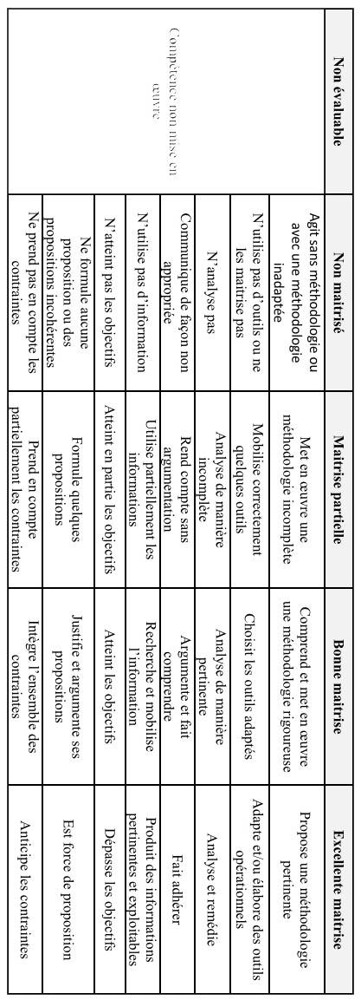 Non évaluable
Non maitrisé
Maitrise partielle
Bonne maitrise
Excellente maitrise
Compétence non mise en
œuvre
Agit sans méthodologie ou
avec une méthodologie
inadaptée
Met en œuvre une
méthodologie incomplète
Comprend et met en œuvre
une méthodologie rigoureuse
Propose une méthodologie
pertinente
N'utilise pas d'outils ou ne
les maitrise pas
Mobilise correctement
quelques outils
Choisit les outils adaptés
Adapte et/ou élabore des outils
opérationnels
N'analyse pas
Analyse de manière
incomplète
Analyse de manière
pertinente
Analyse et remédie
Communique de façon non
appropriée
Rend compte sans
argumentation
Argumente et fait
comprendre
Fait adhérer
N'utilise pas d'information
Utilise partiellement les
informations
Recherche et mobilise
l'information
Produit des informations
pertinentes et exploitables
N'atteint pas les objectifs
Atteint en partie les objectifs
Atteint les objectifs
Dépasse les objectifs
Ne formule aucune
proposition ou des
propositions incohérentes
Formule quelques
propositions
Justifie et argumente ses
propositions
Est force de proposition
Ne prend pas en compte les
contraintes
Prend en compte
partiellement les contraintes
Intègre l'ensemble des
contraintes
Anticipe les contraintes